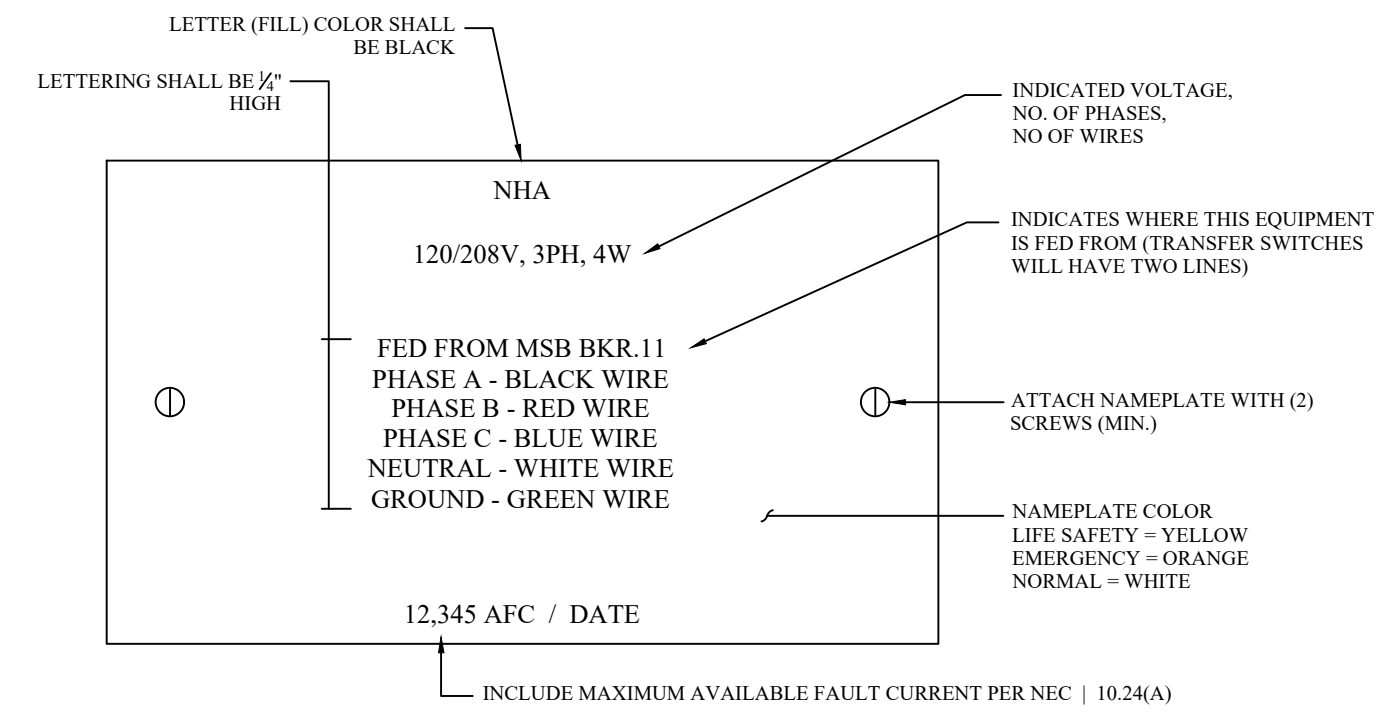 LETTER (FILL) COLOR SHALL
BE BLACK
LETTERING SHALL BE 1/4"
HIGH
INDICATED VOLTAGE,
NO. OF PHASES,
NO OF WIRES
NHA
120/208V, 3PH, 4W
INDICATES WHERE THIS EQUIPMENT
IS FED FROM (TRANSFER SWITCHES
WILL HAVE TWO LINES)
FED FROM MSB BKR.11
PHASE A - BLACK WIRE
PHASE B - RED WIRE
PHASE C - BLUE WIRE
NEUTRAL - WHITE WIRE
GROUND - GREEN WIRE
ATTACH NAMEPLATE WITH (2)
SCREWS (MIN.)
NAMEPLATE COLOR
LIFE SAFETY = YELLOW
EMERGENCY = ORANGE
NORMAL = WHITE
12,345 AFC / DATE
INCLUDE MAXIMUM AVAILABLE FAULT CURRENT PER NEC | 10.24(A)